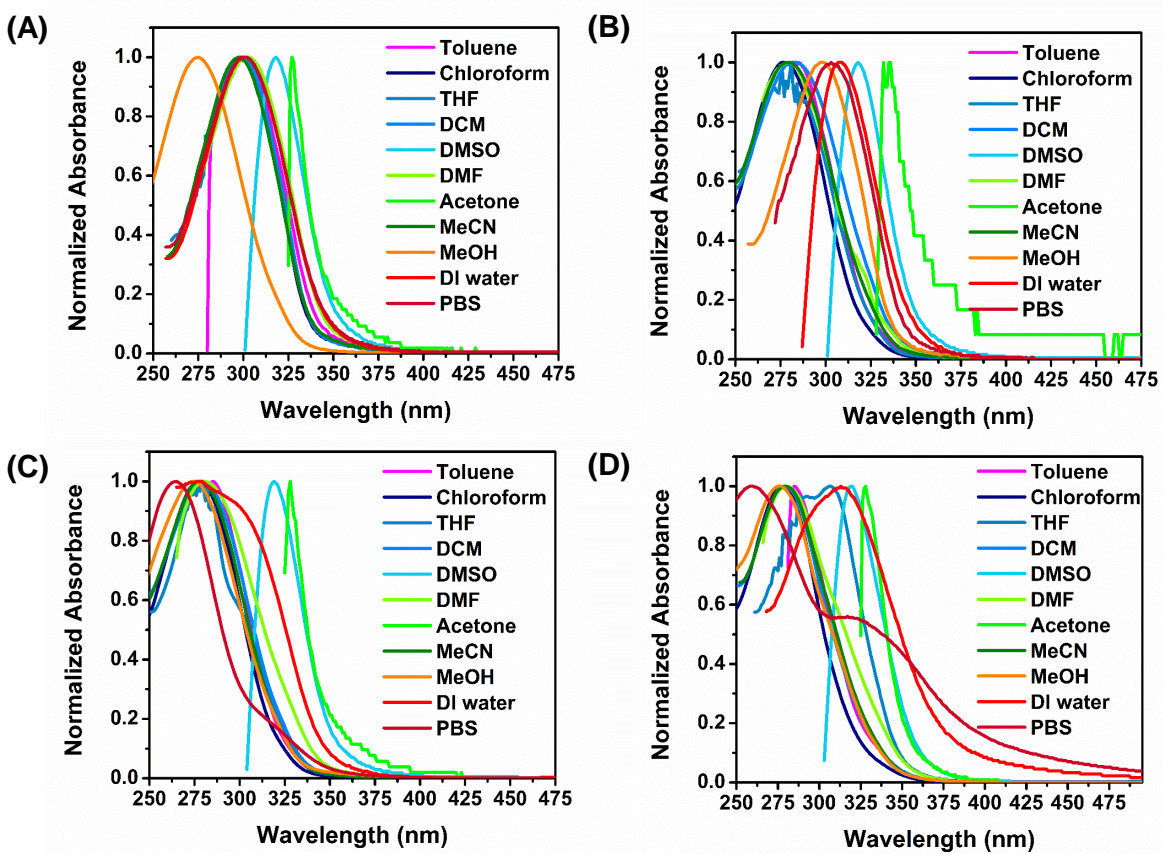 (A)
Normalized Absorbance
1.0
0.8
0.6
0.4
0.2
0.0
Toluene
Chloroform
THF
DCM
DMSO
DMF
Acetone
MeCN
MeOH
DI water
PBS
250 275 300 325 350 375 400 425 450 475
Wavelength (nm)
(B)
Normalized Absorbance
1.0
0.8
0.6
0.4
0.2
0.0
Toluene
Chloroform
THF
DCM
DMSO
DMF
Acetone
MeCN
MeOH
DI water
PBS
250 275 300 325 350 375 400 425 450 475
Wavelength (nm)
(C)
Normalized Absorbance
1.0
0.8
0.6
0.4
0.2
0.0
Toluene
Chloroform
THF
DCM
DMSO
DMF
Acetone
MeCN
MeOH
DI water
PBS
250 275 300 325 350 375 400 425 450 475
Wavelength (nm)
(D)
Normalized Absorbance
1.0
0.8
0.6
0.4
0.2
0.0
Toluene
Chloroform
THF
DCM
DMSO
DMF
Acetone
MeCN
MeOH
DI water
PBS
250 275 300 325 350 375 400 425 450 475
Wavelength (nm)